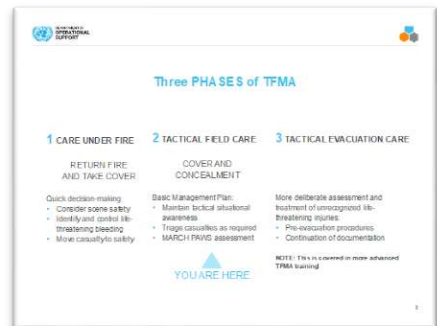 DEPARTMENT OF
OPERATIONAL
SUPPORT
Three PHASES of TFMA
1 CARE UNDER FIRE
RETURN FIRE
AND TAKE COVER
Quick decision-making:
• Consider scene safety
• Identify and control life-
threatening bleeding
• Move casualty to safety
2 TACTICAL FIELD CARE
COVER AND
CONCEALMENT
Basic Management Plan:
• Maintain tactical situational
awareness
• Triage casualties as required
• MARCH PAWS assessment
YOU ARE HERE
3 TACTICAL EVACUATION CARE
More deliberate assessment and
treatment of unrecognized life-
threatening injuries:
• Pre-evacuation procedures
• Continuation of documentation
NOTE: This is covered in more advanced
TFMA training!